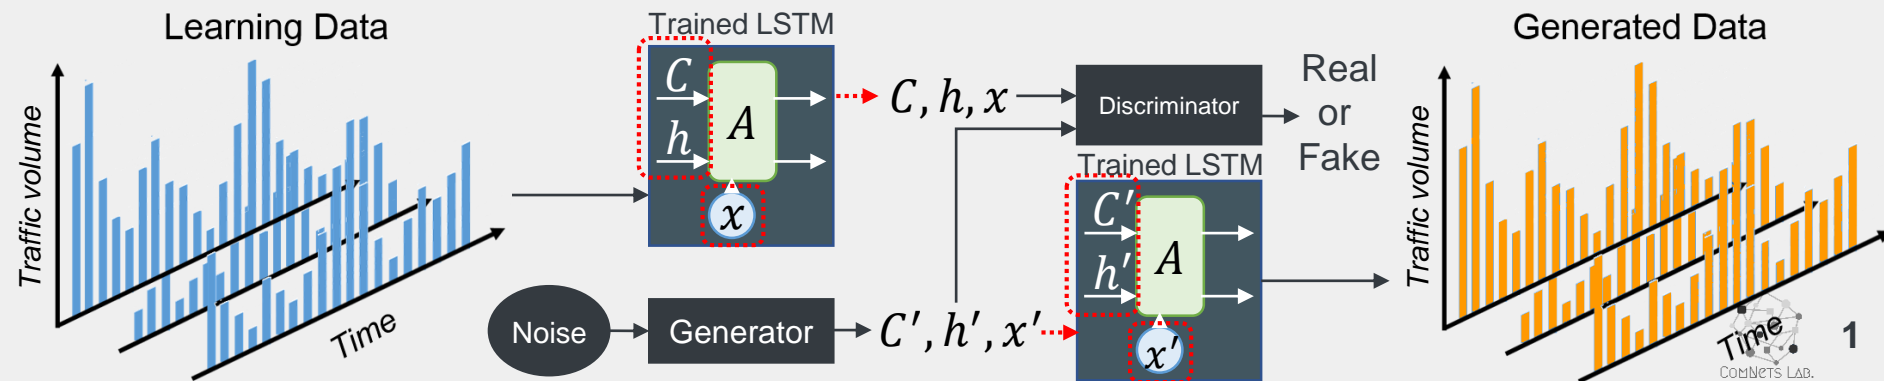 Learning Data
Traffic volume
Time
Trained LSTM
C
h
A
x
C, h, x
Discriminator
Real
or
Fake
Noise
Generator
C′, h′, x′
Trained LSTM
C′
h′
A
x′
Generated Data
Traffic volume
Time
COMNETS LAB.
1